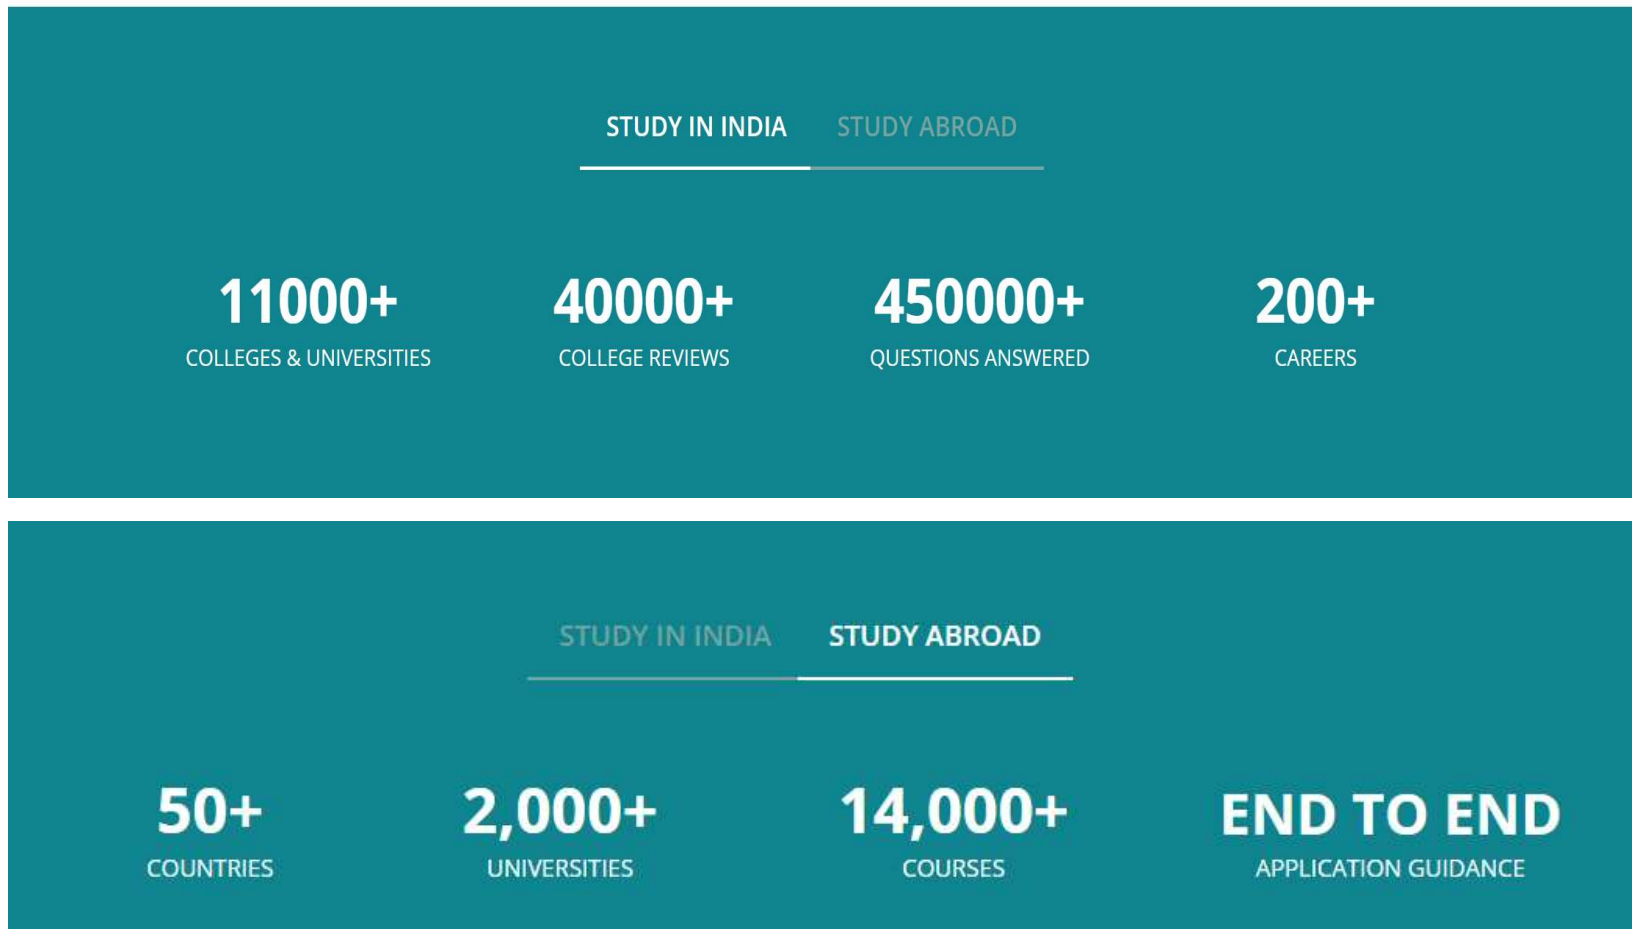 STUDY IN INDIA STUDY ABROAD
11000+ 40000+ 450000+ 200+
COLLEGES & UNIVERSITIES COLLEGE REVIEWS QUESTIONS ANSWERED CAREERS
STUDY IN INDIA STUDY ABROAD
50+ 2,000+ 14,000+ END TO END
COUNTRIES UNIVERSITIES COURSES APPLICATION GUIDANCE